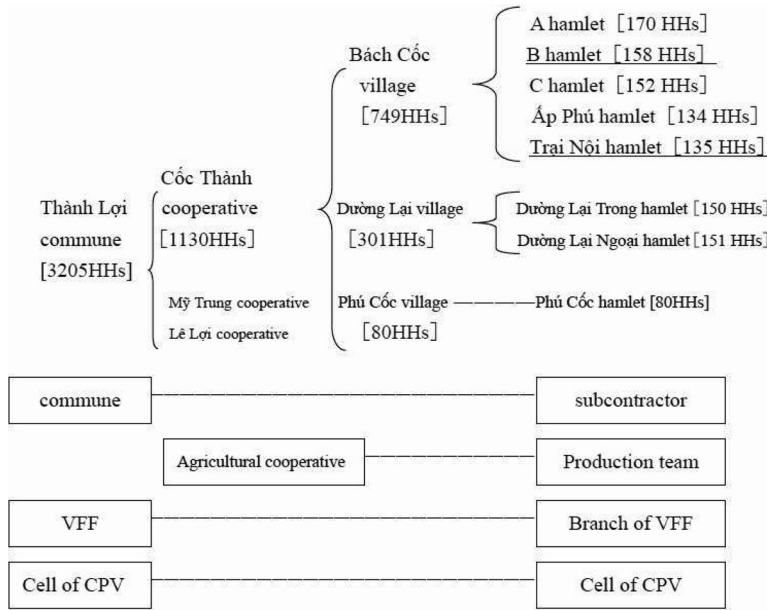 Thành Lợi
commune
[3205HHs]
Cốc Thành
cooperative
[1130HHs]
Mỹ Trung cooperative
Lê Lợi cooperative
Bách Cốc
village
[749HHs]
A hamlet [170 HHs]
B hamlet [158 HHs]
C hamlet [152 HHs]
Ấp Phú hamlet [134 HHs]
Trại Nội hamlet [135 HHs]
Dường Lại village
[301HHs]
Dường Lại Trong hamlet [150 HHs]
Dường Lại Ngoại hamlet [151 HHs]
Phú Cốc village
[80HHs]
Phú Cốc hamlet [80HHs]
commune
subcontractor
Agricultural cooperative
Production team
VFF
Branch of VFF
Cell of CPV
Cell of CPV